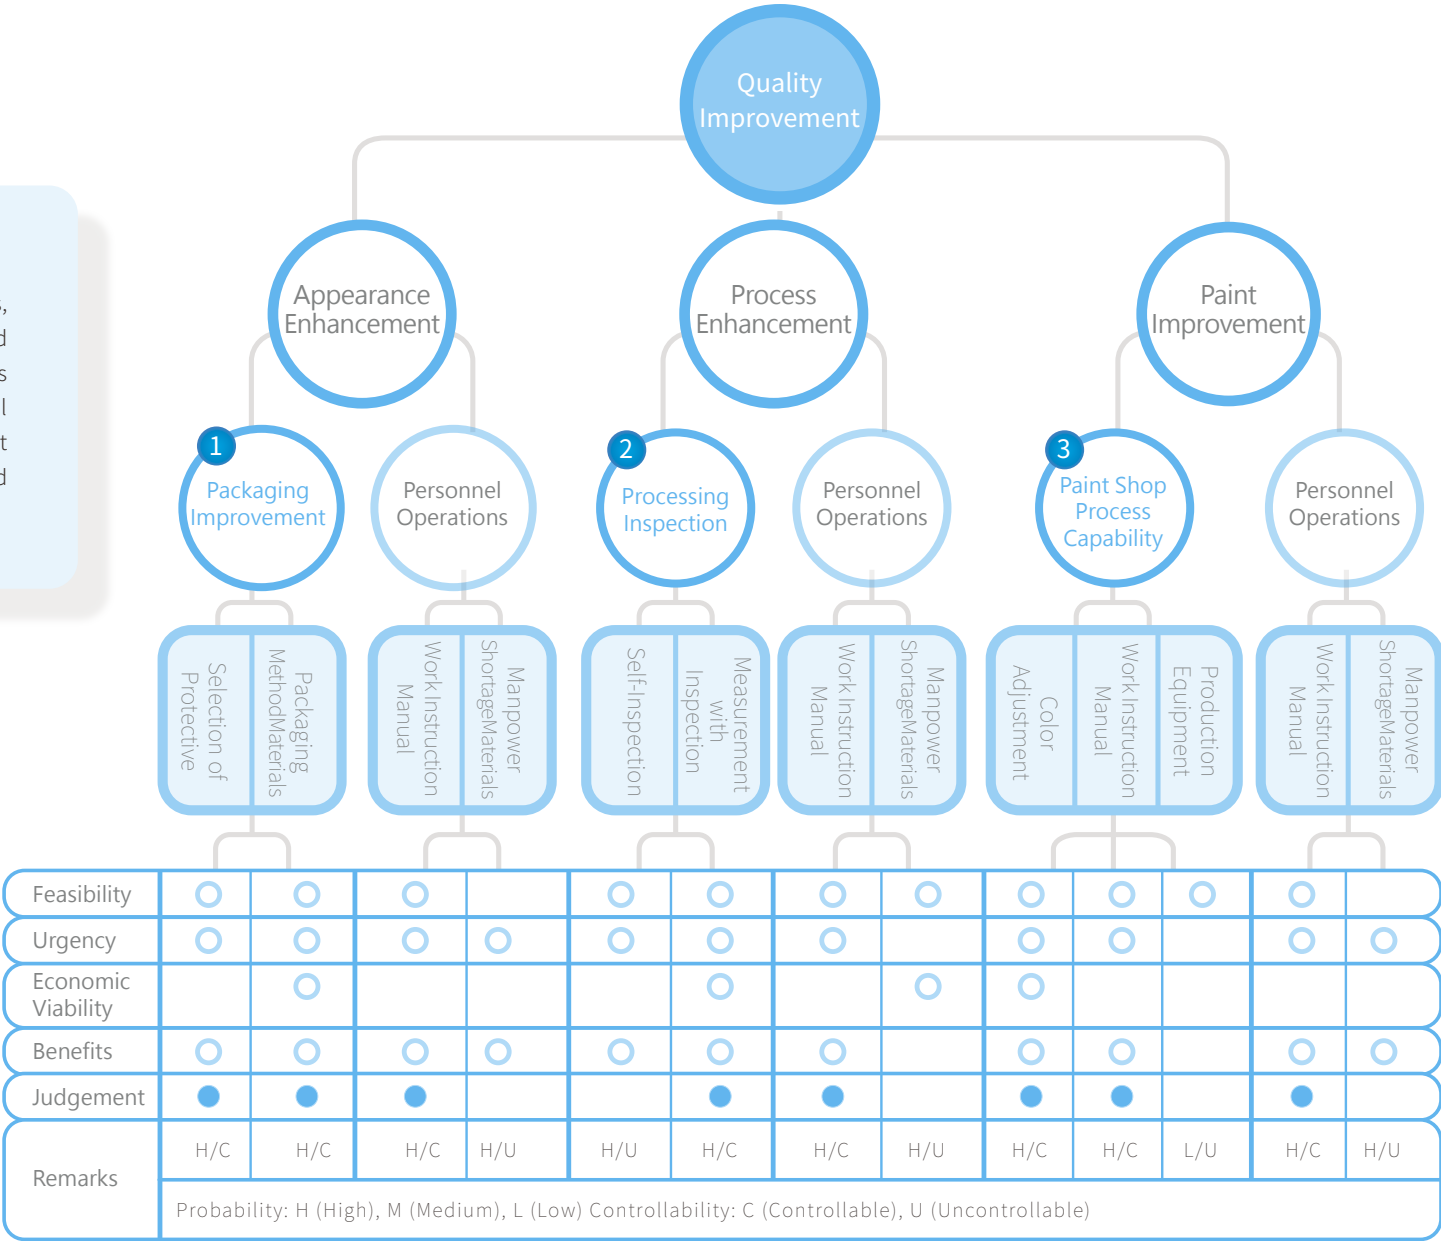 Quality
Improvement
s,
d
s
l
t
d
Appearance
Enhancement
Process
Enhancement
Paint
Improvement
1
Packaging
Improvement
Personnel
Operations
2
Processing
Inspection
Personnel
Operations
3
Paint Shop
Process
Capability
Personnel
Operations
Selection of
Protective
Packaging
MethodMaterials
Work Instruction
Manual
Manpower
ShortageMaterials
Self-Inspection
Measurement
with
Inspection
Work Instruction
Manual
Manpower
ShortageMaterials
Color
Adjustment
Work Instruction
Manual
Production
Equipment
Work Instruction
Manual
Manpower
ShortageMaterials
Feasibility
Urgency
Economic
Viability
Benefits
Judgement
Remarks
H/C H/C H/C H/U H/U H/C H/C H/U H/C H/C L/U H/C H/U
Probability: H (High), M (Medium), L (Low) Controllability: C (Controllable), U (Uncontrollable)